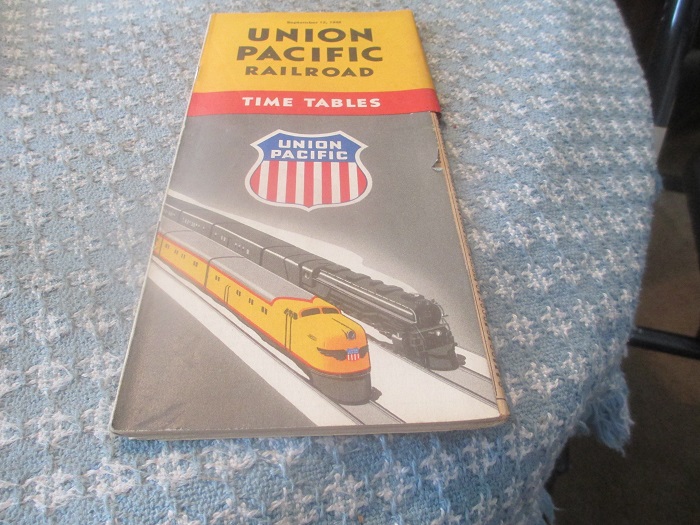 UNION
PACIFIC
RAILROAD
TIME TABLES
UNION
PACIFIC